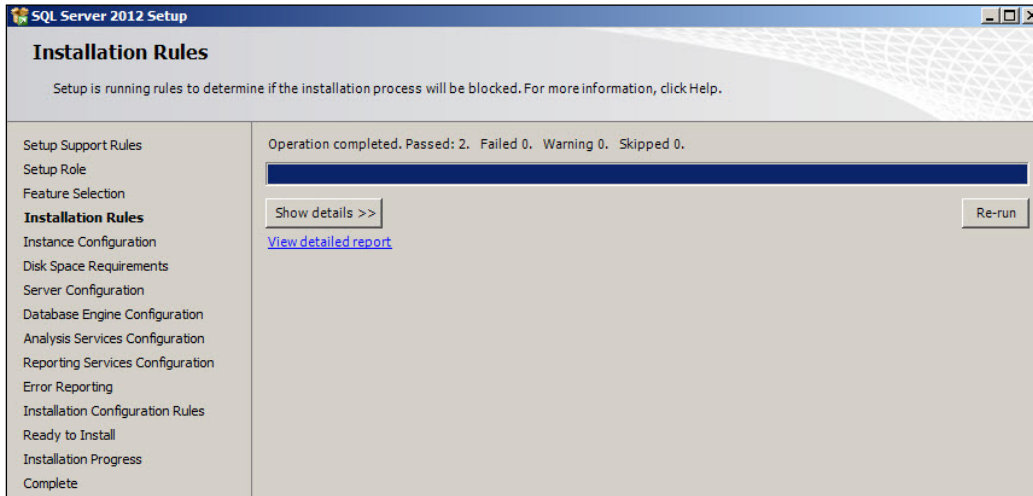 SQL Server 2012 Setup
Installation Rules
Setup is running rules to determine if the installation process will be blocked. For more information, click Help.
Setup Support Rules
Setup Role
Feature Selection
Installation Rules
Instance Configuration
Disk Space Requirements
Server Configuration
Database Engine Configuration
Analysis Services Configuration
Reporting Services Configuration
Error Reporting
Installation Configuration Rules
Ready to Install
Installation Progress
Complete
Operation completed. Passed: 2. Failed 0. Warning 0. Skipped 0.
Show details >>
Re-run
View detailed report